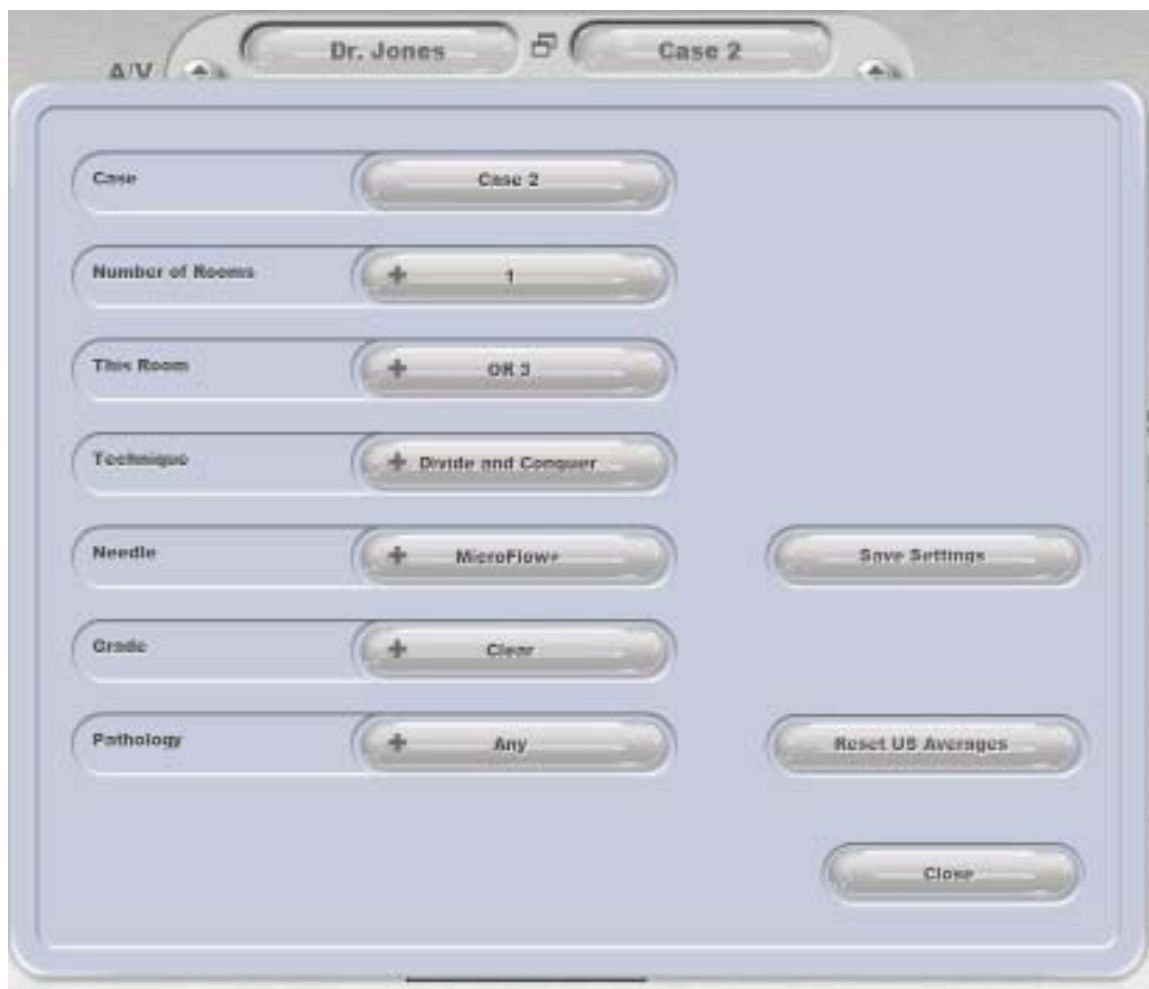 Dr. Jones
Case 2
A/V
Case
Case 2
Number of Rooms
1
This Room
OR 3
Technique
Divide and Conquer
Needle
MicroFlow+
Save Settings
Grade
Clear
Pathology
Any
Reset US Averages
Close